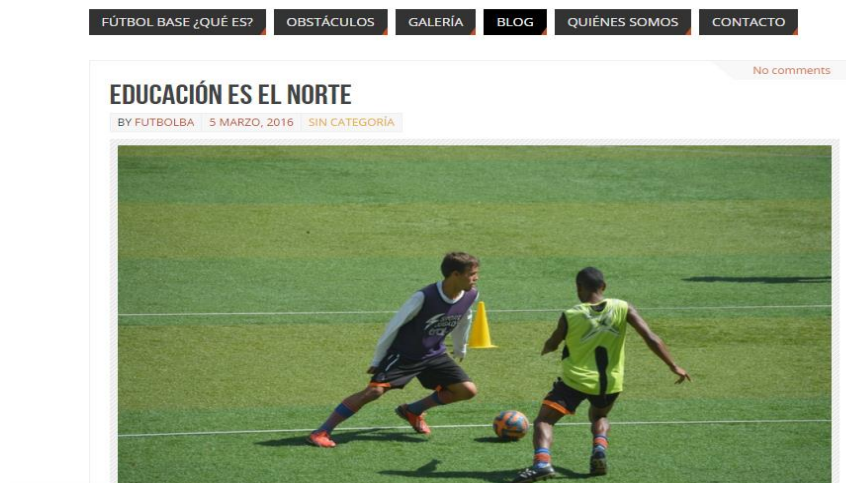 FÚTBOL BASE ¿QUÉ ES? OBSTÁCULOS GALERÍA BLOG QUIÉNES SOMOS CONTACTO
No comments
EDUCACIÓN ES EL NORTE
BY FUTBOLBA 5 MARZO, 2016 SIN CATEGORÍA